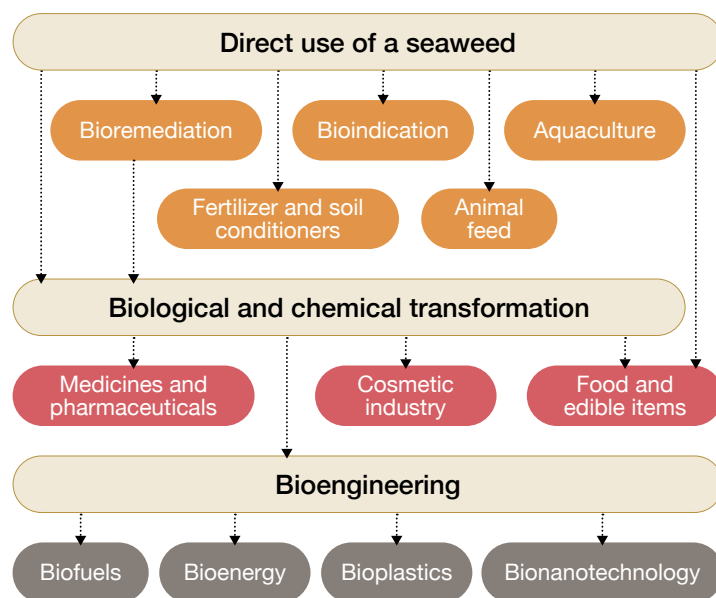 Direct use of a seaweed
Bioremediation
Bioindication
Aquaculture
Fertilizer and soil
conditioners
Animal
feed
Biological and chemical transformation
Medicines and
pharmaceuticals
Cosmetic
industry
Food and
edible items
Bioengineering
Biofuels
Bioenergy
Bioplastics
Bionanotechnology